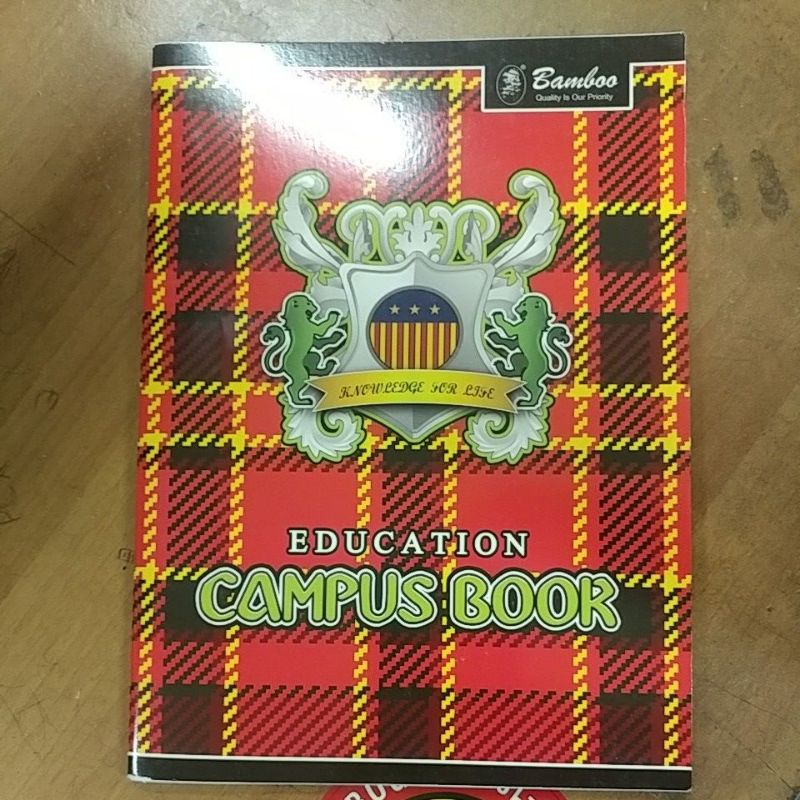 Bamboo
Quality Is Our Priority
KNOWLEDGE FOR LIFE
EDUCATION
CAMPUS BOOK